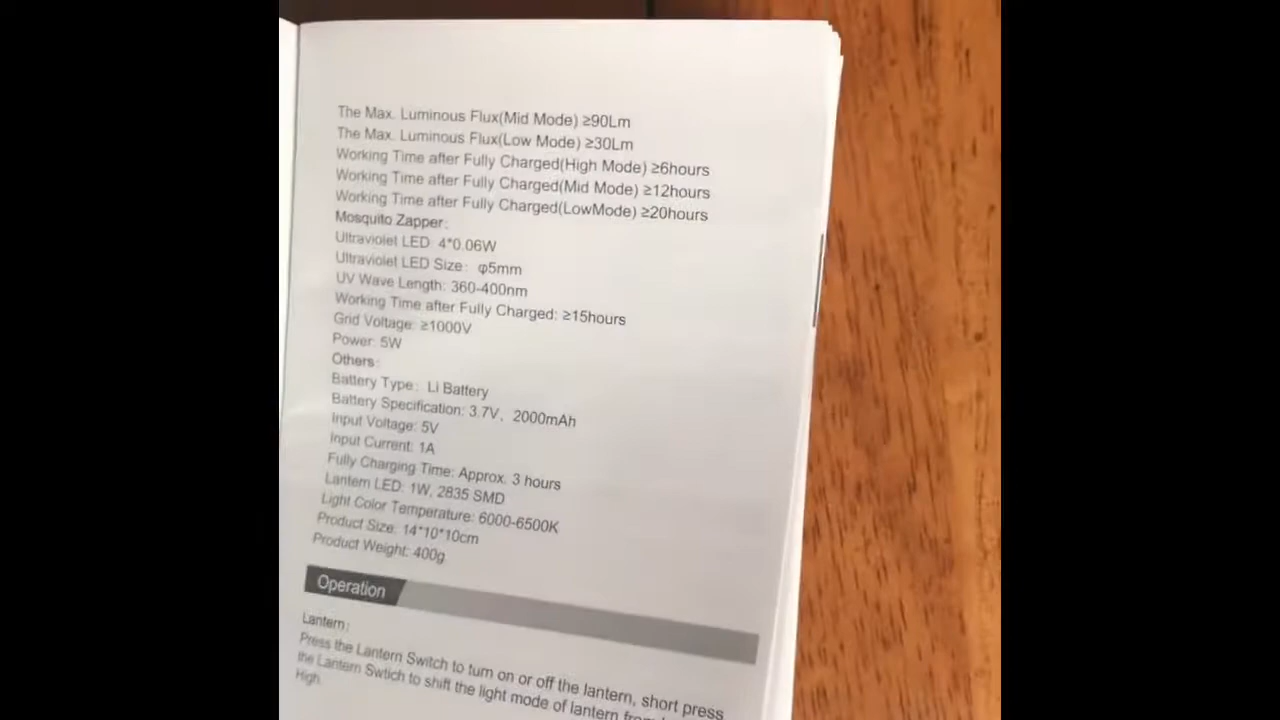 The Max. Luminous Flux(Mid Mode) ≥90Lm
The Max. Luminous Flux(Low Mode) ≥30Lm
Working Time after Fully Charged(High Mode) ≥6hours
Working Time after Fully Charged(Mid Mode) ≥12hours
Working Time after Fully Charged(LowMode) ≥20hours
Mosquito Zapper:
Ultraviolet LED 4*0.06W
Ultraviolet LED Size: φ5mm
UV Wave Length: 360-400nm
Working Time after Fully Charged: ≥15hours
Grid Voltage: ≥1000V
Power: 5W
Others:
Battery Type: Li Battery
Battery Specification: 3.7V、2000mAh
Input Voltage: 5V
Input Current: 1A
Fully Charging Time: Approx. 3 hours
Lantern LED: 1W, 2835 SMD
Light Color Temperature: 6000-6500K
Product Size: 14*10*10cm
Product Weight: 400g
Operation
Lantern:
Press the Lantern Switch to turn on or off the lantern, short press
the Lantern Swtich to shift the light mode of lantern from
High.